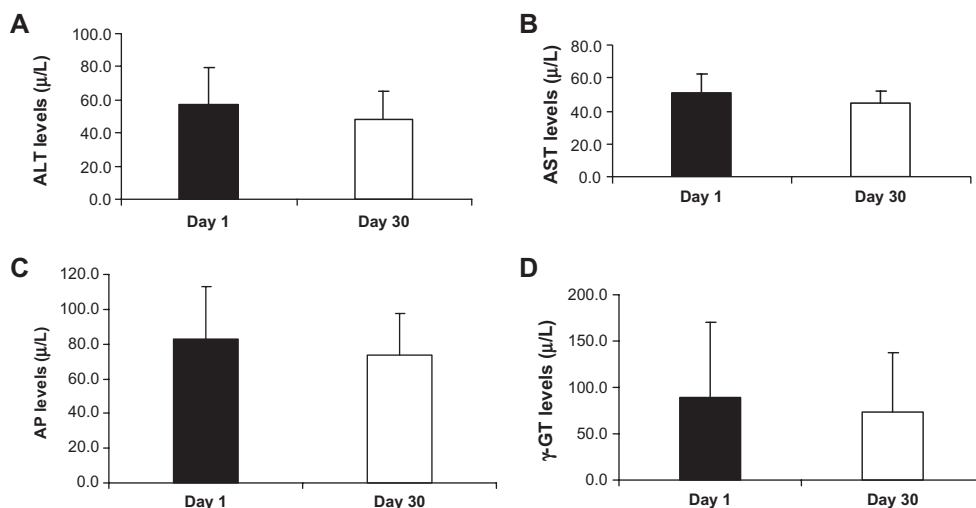 A
ALT levels (μ/L)
100.0
80.0
60.0
40.0
20.0
0.0
Day 1
Day 30
B
AST levels (μ/L)
80.0
60.0
40.0
20.0
0.0
Day 1
Day 30
C
AP levels (μ/L)
120.0
100.0
80.0
60.0
40.0
20.0
0.0
Day 1
Day 30
D
γ-GT levels (μ/L)
200.0
150.0
100.0
50.0
0.0
Day 1
Day 30